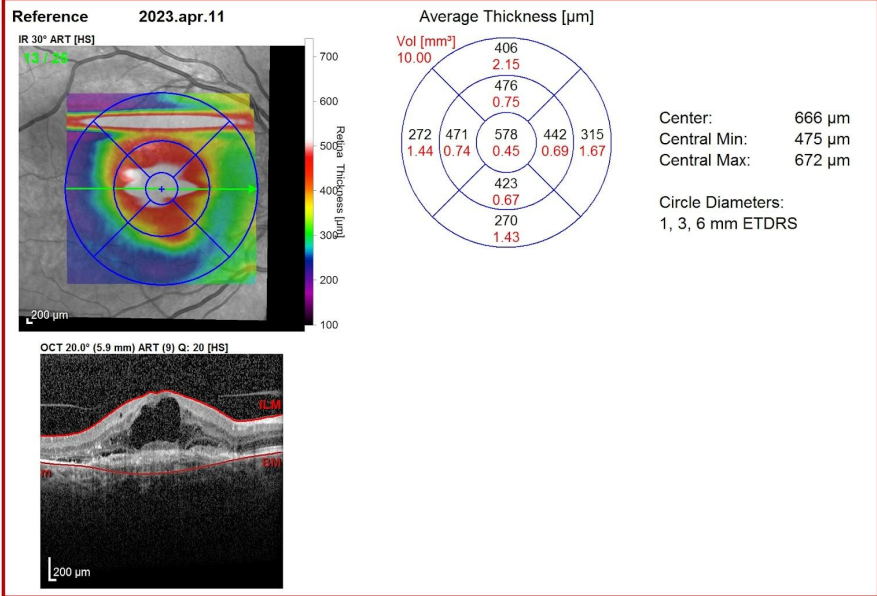 Reference 2023.apr.11
IR 30° ART [HS]
13 / 26
200 µm
700
600
500
400
300
200
100
Retina Thickness [µm]
OCT 20.0° (5.9 mm) ART (9) Q: 20 [HS]
ILM
BM
200 µm
Average Thickness [µm]
Vol [mm³]
10.00
406
2.15
476
0.75
272 471 578 442 315
1.44 0.74 0.45 0.69 1.67
423
0.67
270
1.43
Center: 666 µm
Central Min: 475 µm
Central Max: 672 µm
Circle Diameters:
1, 3, 6 mm ETDRS